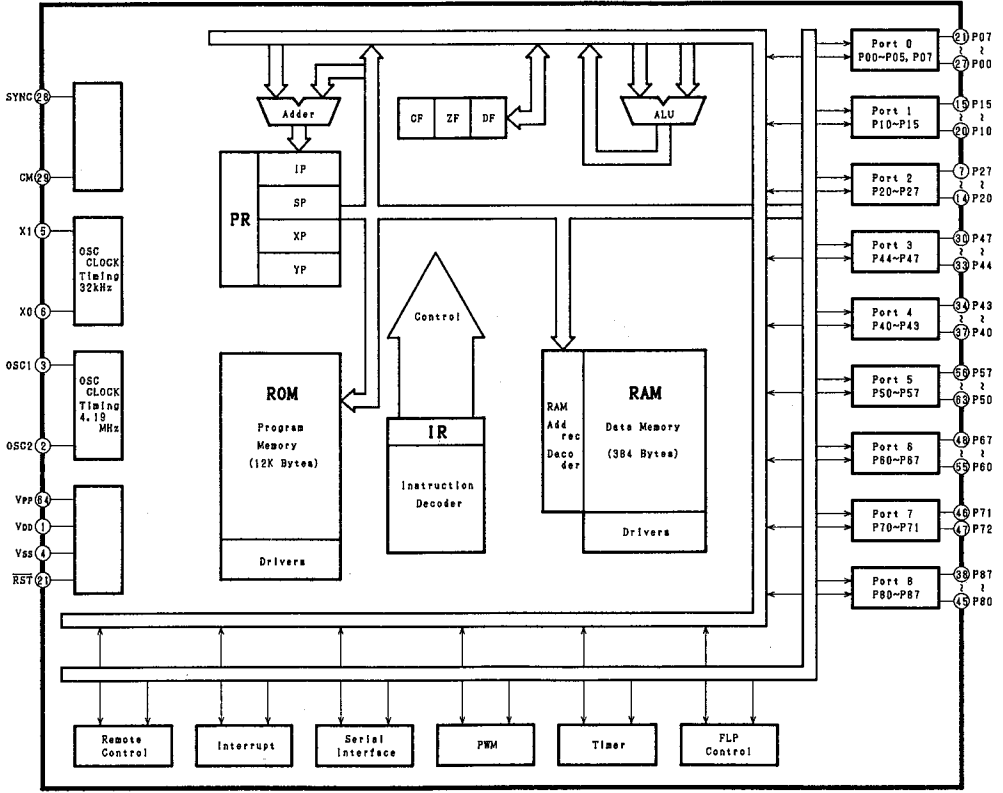 SYNC 28
CM 29
X1 5
OSC
CLOCK
Timing
32kHz
X0 6
OSC1 3
OSC
CLOCK
Timing
4.19
MHz
OSC2 2
VPP 64
VDD 1
VSS 4
RST 21
Adder
CF ZF DF
ALU
PR
IP
SP
XP
YP
Control
ROM
Program
Memory
(12K Bytes)
Drivers
IR
Instruction
Decoder
RAM
Add
rec
Daco
der
RAM
Data Memory
(384 Bytes)
Drivers
Port 0
P00~P05, P07
21 P07
~
27 P00
Port 1
P10~P15
15 P15
~
20 P10
Port 2
P20~P27
7 P27
~
14 P20
Port 3
P44~P47
30 P47
~
33 P44
Port 4
P40~P43
34 P43
~
37 P40
Port 5
P50~P57
56 P57
~
63 P50
Port 6
P60~P67
48 P67
~
55 P60
Port 7
P70~P71
46 P71
47 P72
Port 8
P80~P87
38 P87
~
45 P80
Remote
Control
Interrupt
Serial
Interface
PWM
Timer
FLP
Control